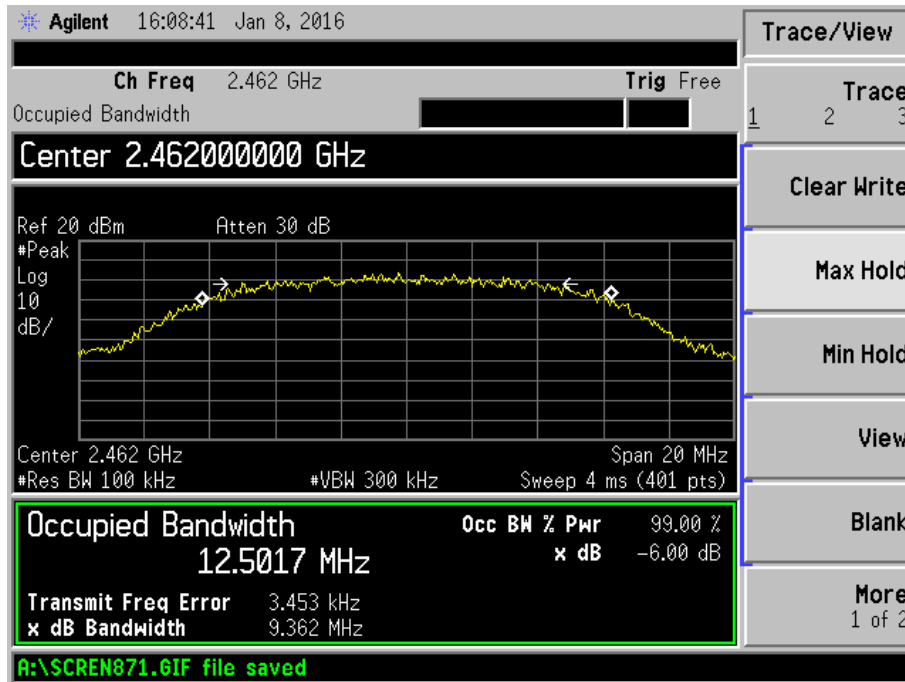 Agilent 16:08:41 Jan 8, 2016
Trace/View
Ch Freq 2.462 GHz
Trig Free
Occupied Bandwidth
Trace
1 2 3
Center 2.462000000 GHz
Clear Write
Ref 20 dBm Atten 30 dB
#Peak
Log
10
dB/
Max Hold
Min Hold
Center 2.462 GHz
Span 20 MHz
#Res BW 100 kHz
#VBW 300 kHz
Sweep 4 ms (401 pts)
View
Occupied Bandwidth
12.5017 MHz
Occ BW % Pwr 99.00 %
x dB -6.00 dB
Blank
Transmit Freq Error 3.453 kHz
x dB Bandwidth 9.362 MHz
More
1 of 2
A:\SCREN871.GIF file saved